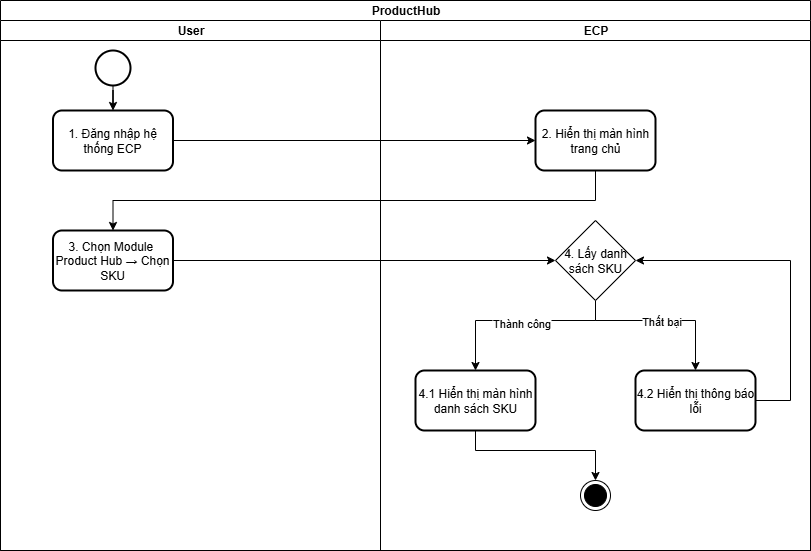 ProductHub
User
ECP
1. Đăng nhập hệ
thống ECP
2. Hiển thị màn hình
trang chủ
3. Chọn Module
Product Hub → Chọn
SKU
4. Lấy danh
sách SKU
Thành công
Thất bại
4.1 Hiển thị màn hình
danh sách SKU
4.2 Hiển thị thông báo
lỗi